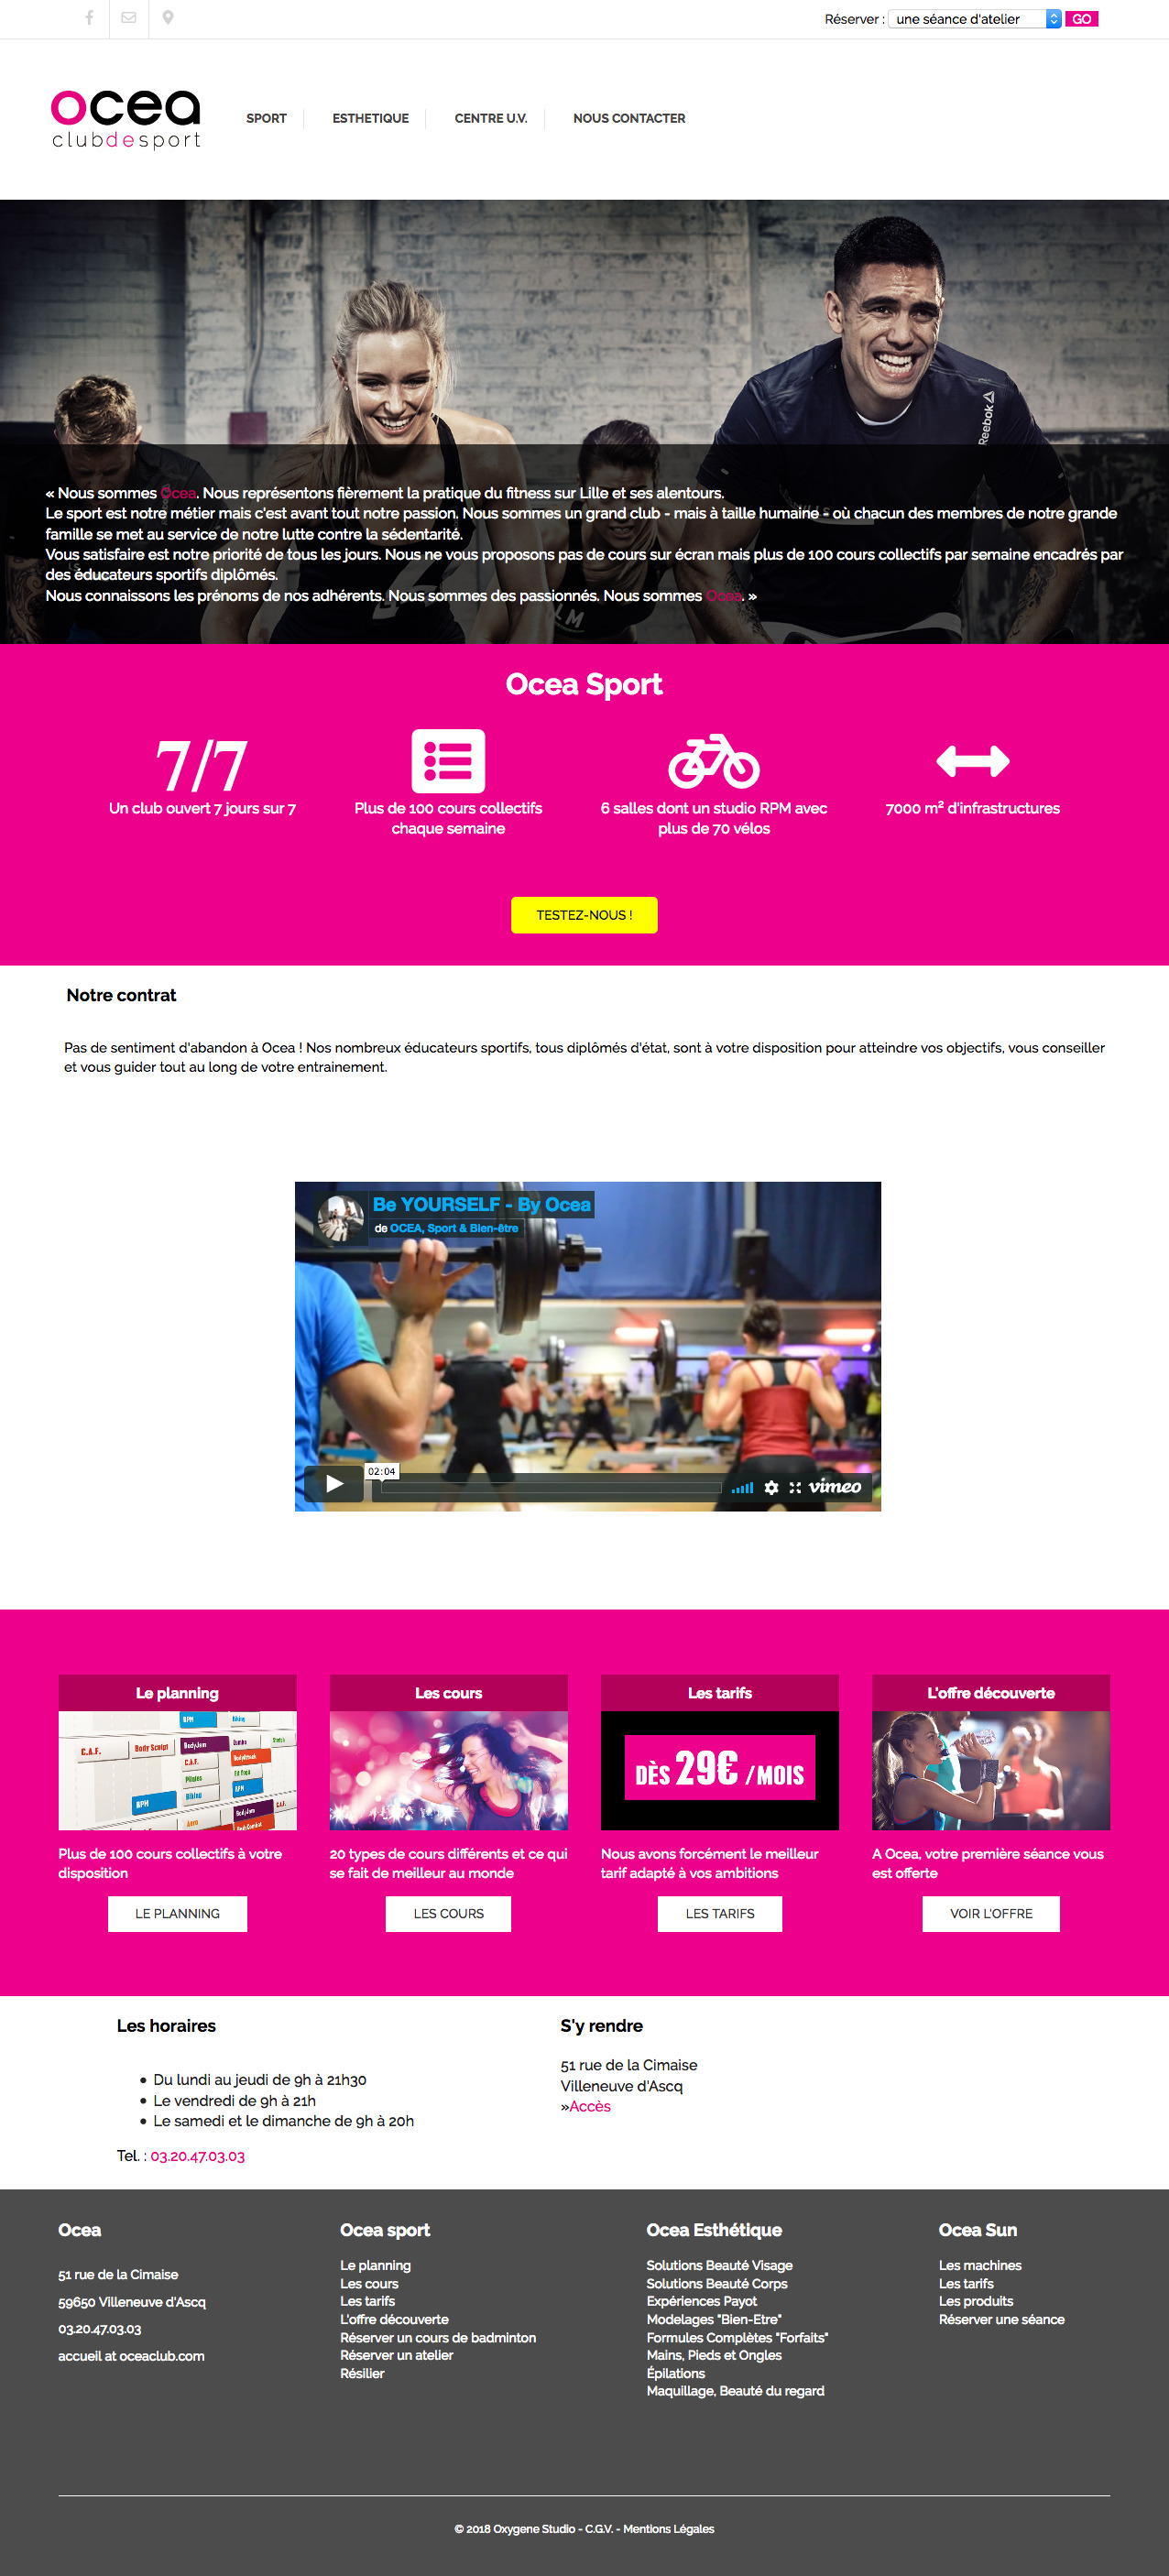 Réserver : une séance d'atelier GO
ocea
clubdesport
SPORT ESTHETIQUE CENTRE U.V. NOUS CONTACTER
Reebok
« Nous sommes Ocea. Nous représentons fièrement la pratique du fitness sur Lille et ses alentours.
Le sport est notre métier mais c'est avant tout notre passion. Nous sommes un grand club - mais à taille humaine - où chacun des membres de notre grande
famille se met au service de notre lutte contre la sédentarité.
Vous satisfaire est notre priorité de tous les jours. Nous ne vous proposons pas de cours sur écran mais plus de 100 cours collectifs par semaine encadrés par
des éducateurs sportifs diplômés.
Nous connaissons les prénoms de nos adhérents. Nous sommes des passionnés. Nous sommes Ocea. »
Ocea Sport
7/7
Un club ouvert 7 jours sur 7
Plus de 100 cours collectifs
chaque semaine
6 salles dont un studio RPM avec
plus de 70 vélos
7000 m² d'infrastructures
TESTEZ-NOUS !
Notre contrat
Pas de sentiment d'abandon à Ocea ! Nos nombreux éducateurs sportifs, tous diplômés d'état, sont à votre disposition pour atteindre vos objectifs, vous conseiller
et vous guider tout au long de votre entrainement.
Be YOURSELF - By Ocea
de OCEA, Sport & Bien-être
02:04
vimeo
Le planning
C.A.F. Body Sculpt RPM Biking
BodyJam Zumba
C.A.F.
Pilates
RPM Biking RPM
BodyJam C.A.F.
BodyCombat
Plus de 100 cours collectifs à votre
disposition
LE PLANNING
Les cours
20 types de cours différents et ce qui
se fait de meilleur au monde
LES COURS
Les tarifs
DÈS 29€ /MOIS
Nous avons forcément le meilleur
tarif adapté à vos ambitions
LES TARIFS
L'offre découverte
A Ocea, votre première séance vous
est offerte
VOIR L'OFFRE
Les horaires
Du lundi au jeudi de 9h à 21h30
Le vendredi de 9h à 21h
Le samedi et le dimanche de 9h à 20h
Tel. : 03.20.47.03.03
S'y rendre
51 rue de la Cimaise
Villeneuve d'Ascq
»Accès
Ocea
51 rue de la Cimaise
59650 Villeneuve d'Ascq
03.20.47.03.03
accueil at oceaclub.com
Ocea sport
Le planning
Les cours
Les tarifs
L'offre découverte
Réserver un cours de badminton
Réserver un atelier
Résilier
Ocea Esthétique
Solutions Beauté Visage
Solutions Beauté Corps
Expériences Payot
Modelages "Bien-Etre"
Formules Complètes "Forfaits"
Mains, Pieds et Ongles
Épilations
Maquillage, Beauté du regard
Ocea Sun
Les machines
Les tarifs
Les produits
Réserver une séance
© 2018 Oxygene Studio - C.G.V. - Mentions Légales